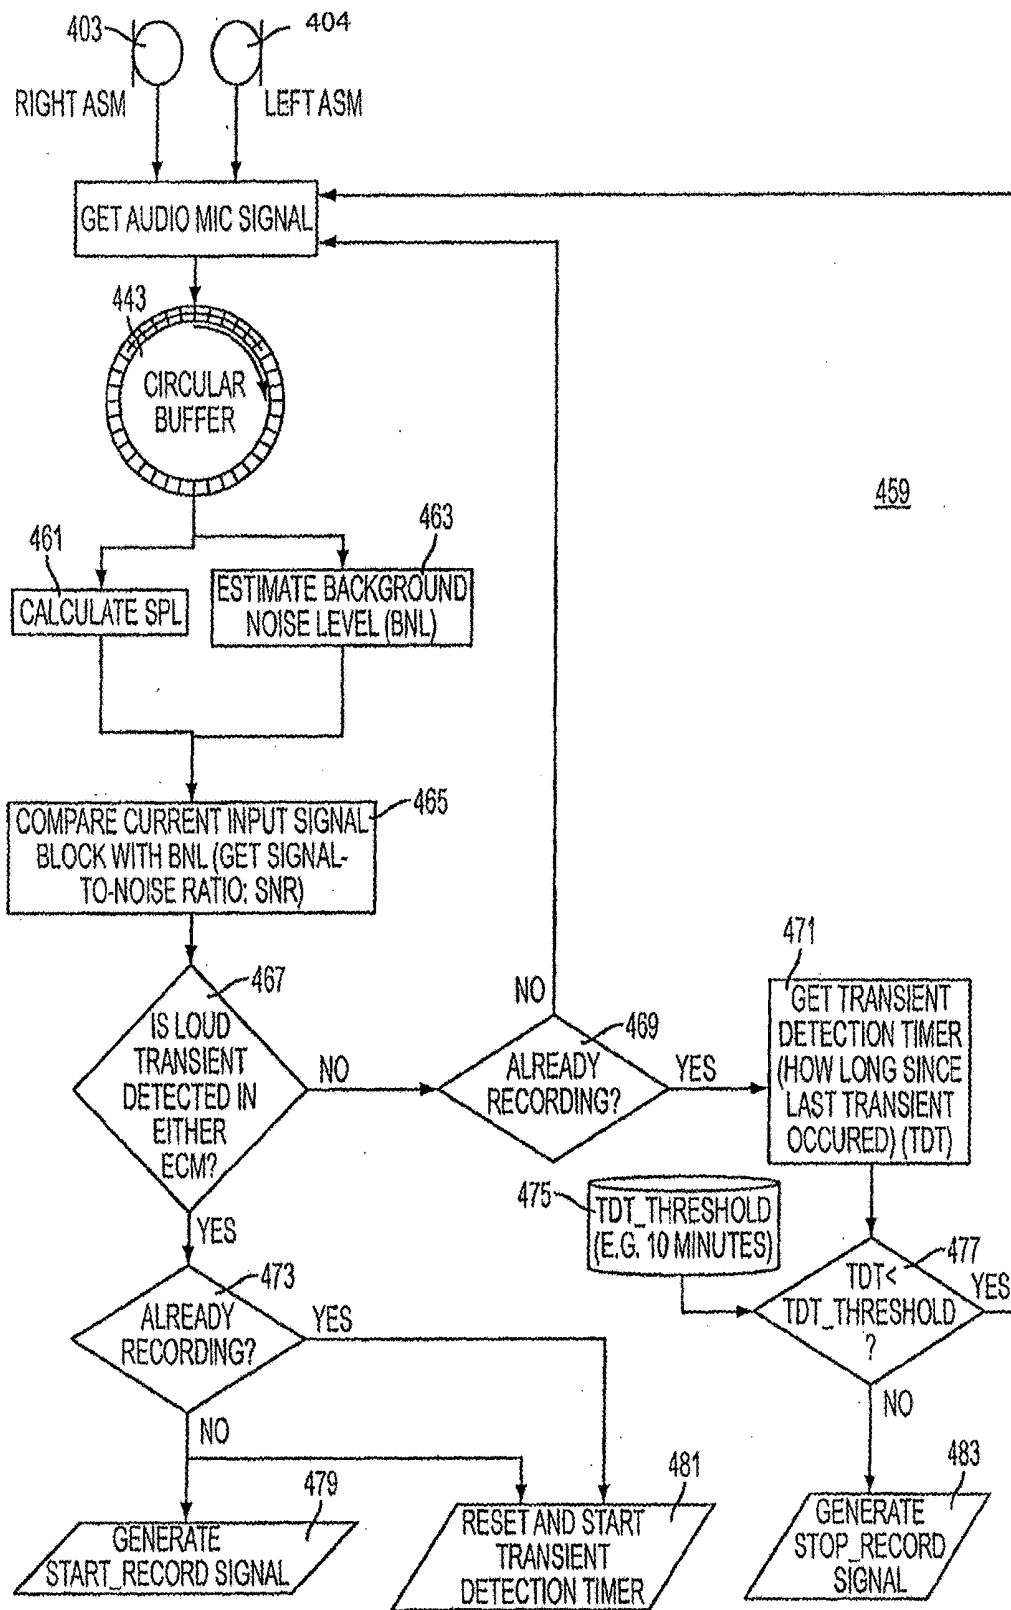 403
404
RIGHT ASM
LEFT ASM
GET AUDIO MIC SIGNAL
443
CIRCULAR
BUFFER
459
461
463
CALCULATE SPL
ESTIMATE BACKGROUND
NOISE LEVEL (BNL)
465
COMPARE CURRENT INPUT SIGNAL
BLOCK WITH BNL (GET SIGNAL-
TO-NOISE RATIO; SNR)
467
IS LOUD
TRANSIENT
DETECTED IN
EITHER
ECM?
NO
YES
469
ALREADY
RECORDING?
NO
YES
471
GET TRANSIENT
DETECTION TIMER
(HOW LONG SINCE
LAST TRANSIENT
OCCURED) (TDT)
475
TDT_THRESHOLD
(E.G. 10 MINUTES)
477
TDT<
TDT_THRESHOLD
?
YES
NO
473
ALREADY
RECORDING?
YES
NO
479
GENERATE
START_RECORD SIGNAL
481
RESET AND START
TRANSIENT
DETECTION TIMER
483
GENERATE
STOP_RECORD
SIGNAL